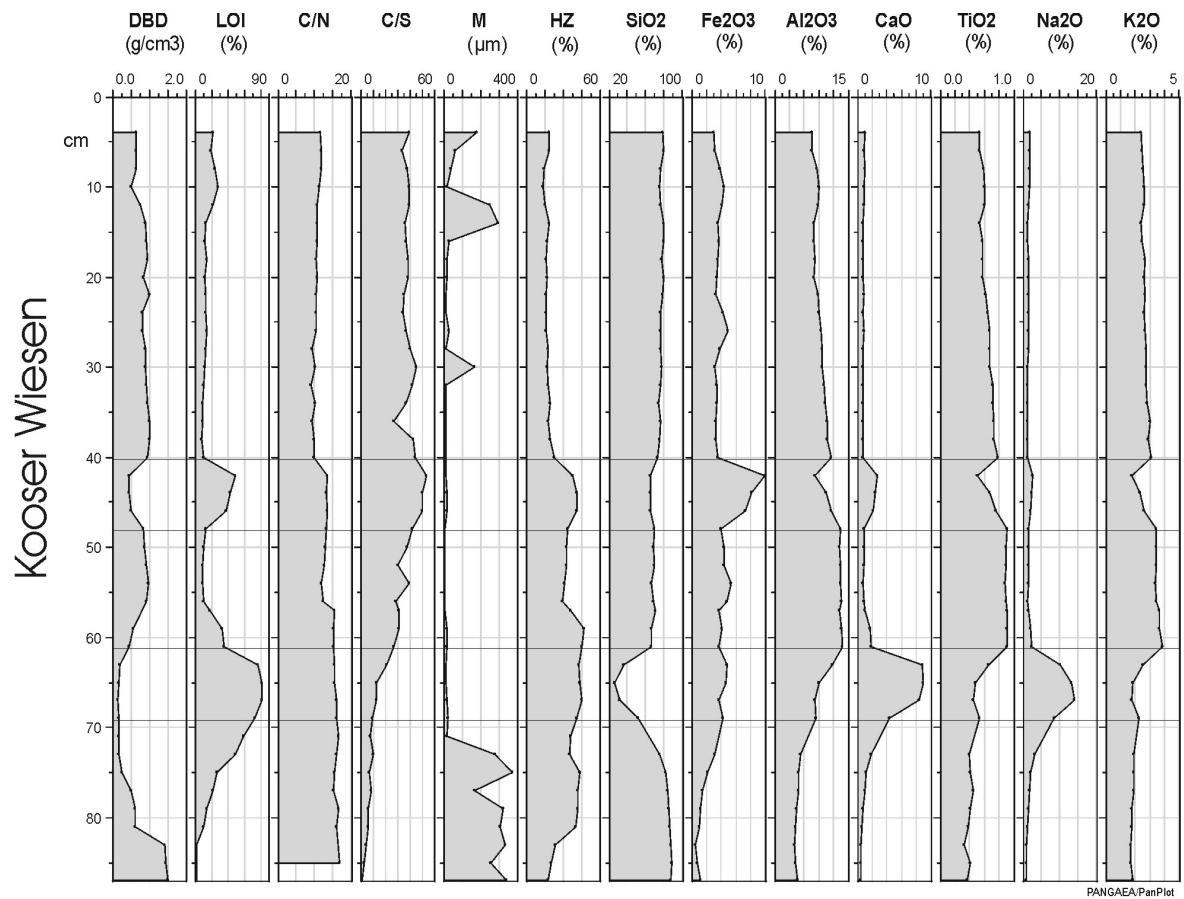 DBD LOI C/N C/S M HZ SiO2 Fe2O3 Al2O3 CaO TiO2 Na2O K2O
(g/cm3) (%) (µm) (%) (%) (%) (%) (%) (%) (%) (%)
0.0 2.0 0 90 0 20 0 60 0 400 0 60 20 100 0 10 0 15 0 10 0.0 1.0 0 20 0 5
0
cm
10
20
30
40
50
60
70
80
Kooser Wiesen
PANGAEA/PanPlot